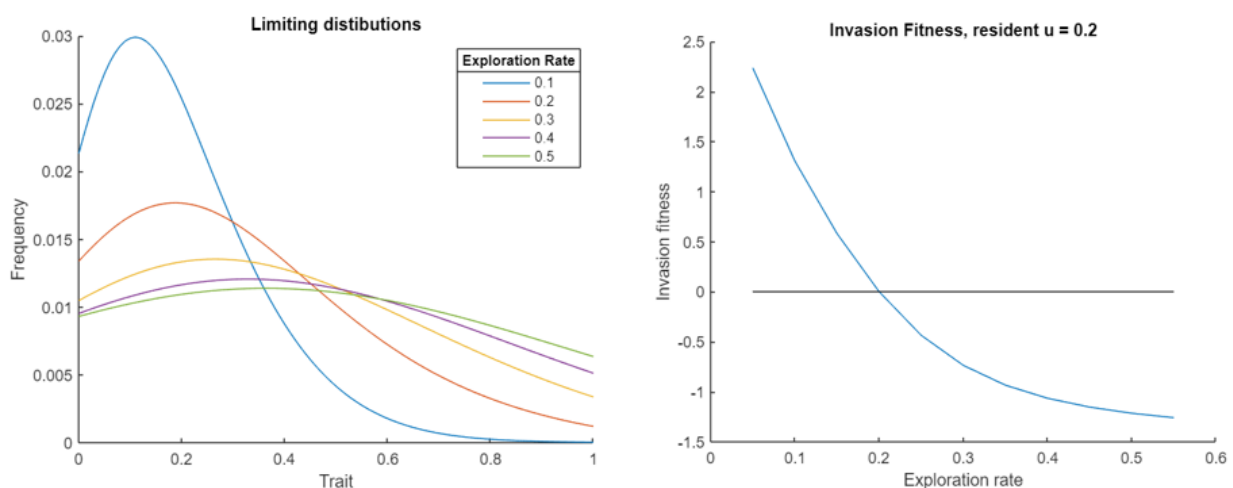 Limiting distibutions
0.03
0.025
0.02
0.015
0.01
0.005
0
Frequency
Exploration Rate
0.1
0.2
0.3
0.4
0.5
0 0.2 0.4 0.6 0.8 1
Trait
Invasion Fitness, resident u = 0.2
2.5
2
1.5
1
0.5
0
-0.5
-1
-1.5
Invasion fitness
0 0.1 0.2 0.3 0.4 0.5 0.6
Exploration rate